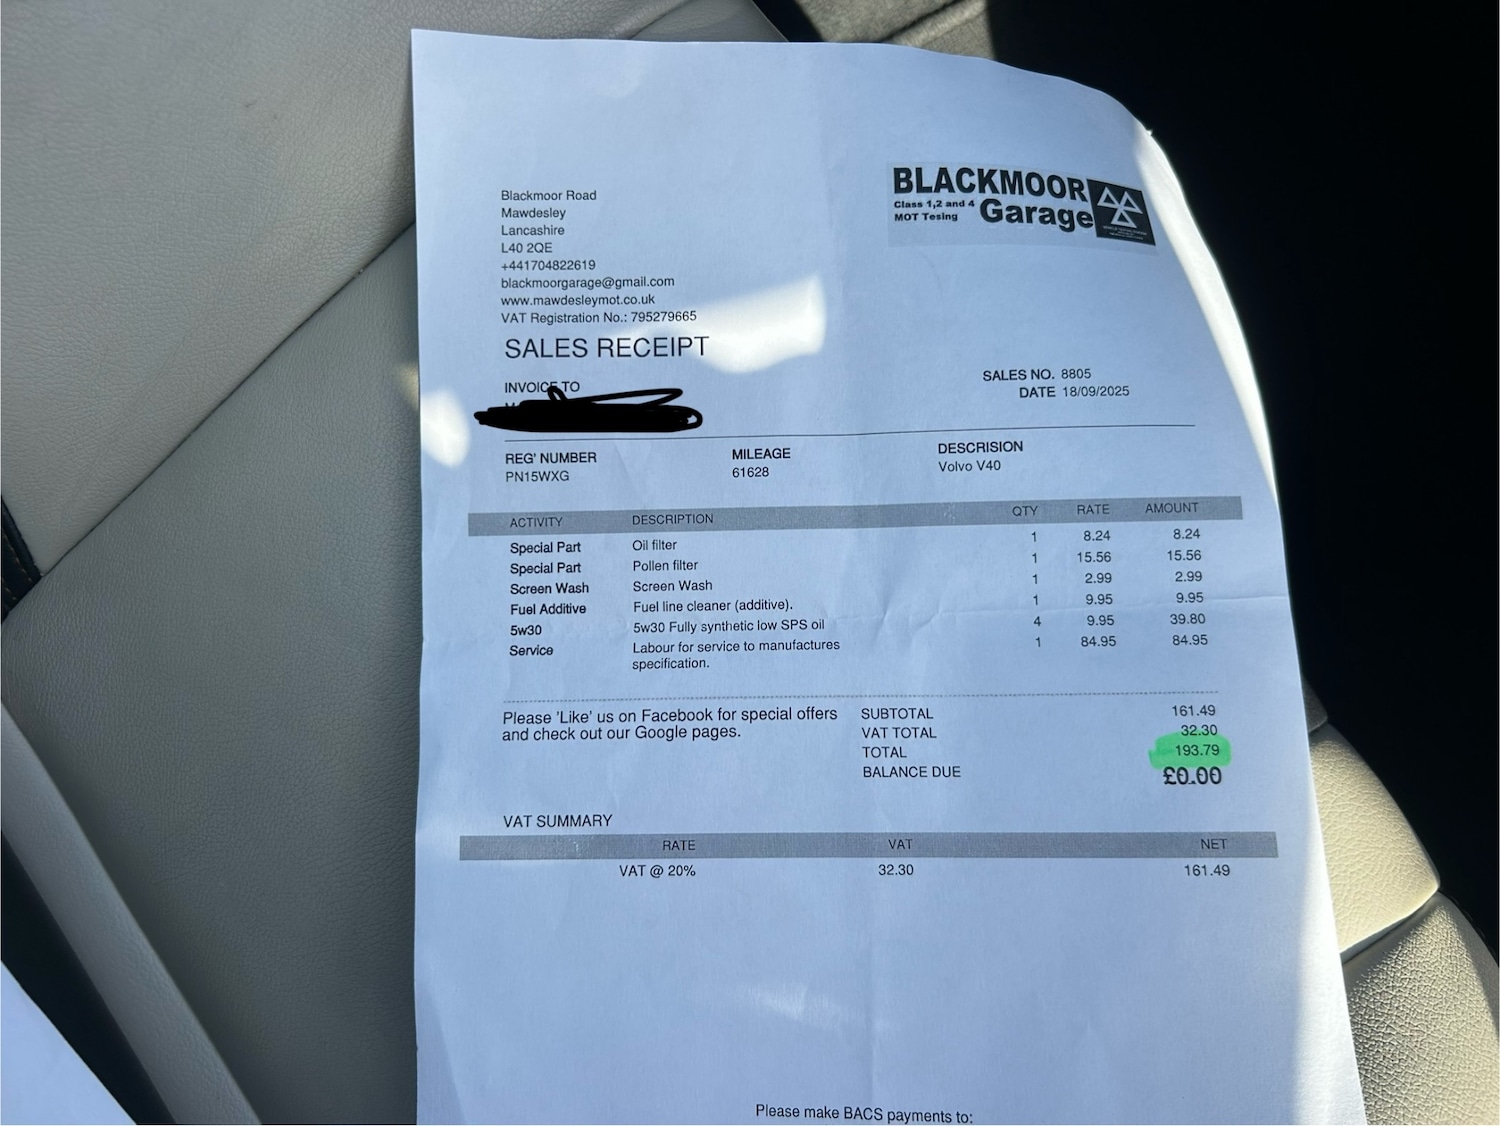 Blackmoor Road
Mawdesley
Lancashire
L40 2QE
+441704822619
blackmoorgarage@gmail.com
www.mawdesleymot.co.uk
VAT Registration No.: 795279665
BLACKMOOR
Class 1,2 and 4
MOT Tesing
Garage
SALES RECEIPT
INVOICE TO
SALES NO. 8805
DATE 18/09/2025
REG' NUMBER MILEAGE DESCRISION
PN15WXG 61628 Volvo V40
ACTIVITY DESCRIPTION QTY RATE AMOUNT
Special Part Oil filter 1 8.24 8.24
Special Part Pollen filter 1 15.56 15.56
Screen Wash Screen Wash 1 2.99 2.99
Fuel Additive Fuel line cleaner (additive). 1 9.95 9.95
5w30 5w30 Fully synthetic low SPS oil 4 9.95 39.80
Service Labour for service to manufactures 1 84.95 84.95
specification.
Please 'Like' us on Facebook for special offers
and check out our Google pages.
SUBTOTAL 161.49
VAT TOTAL 32.30
TOTAL 193.79
BALANCE DUE £0.00
VAT SUMMARY
RATE VAT NET
VAT @ 20% 32.30 161.49
Please make BACS payments to: